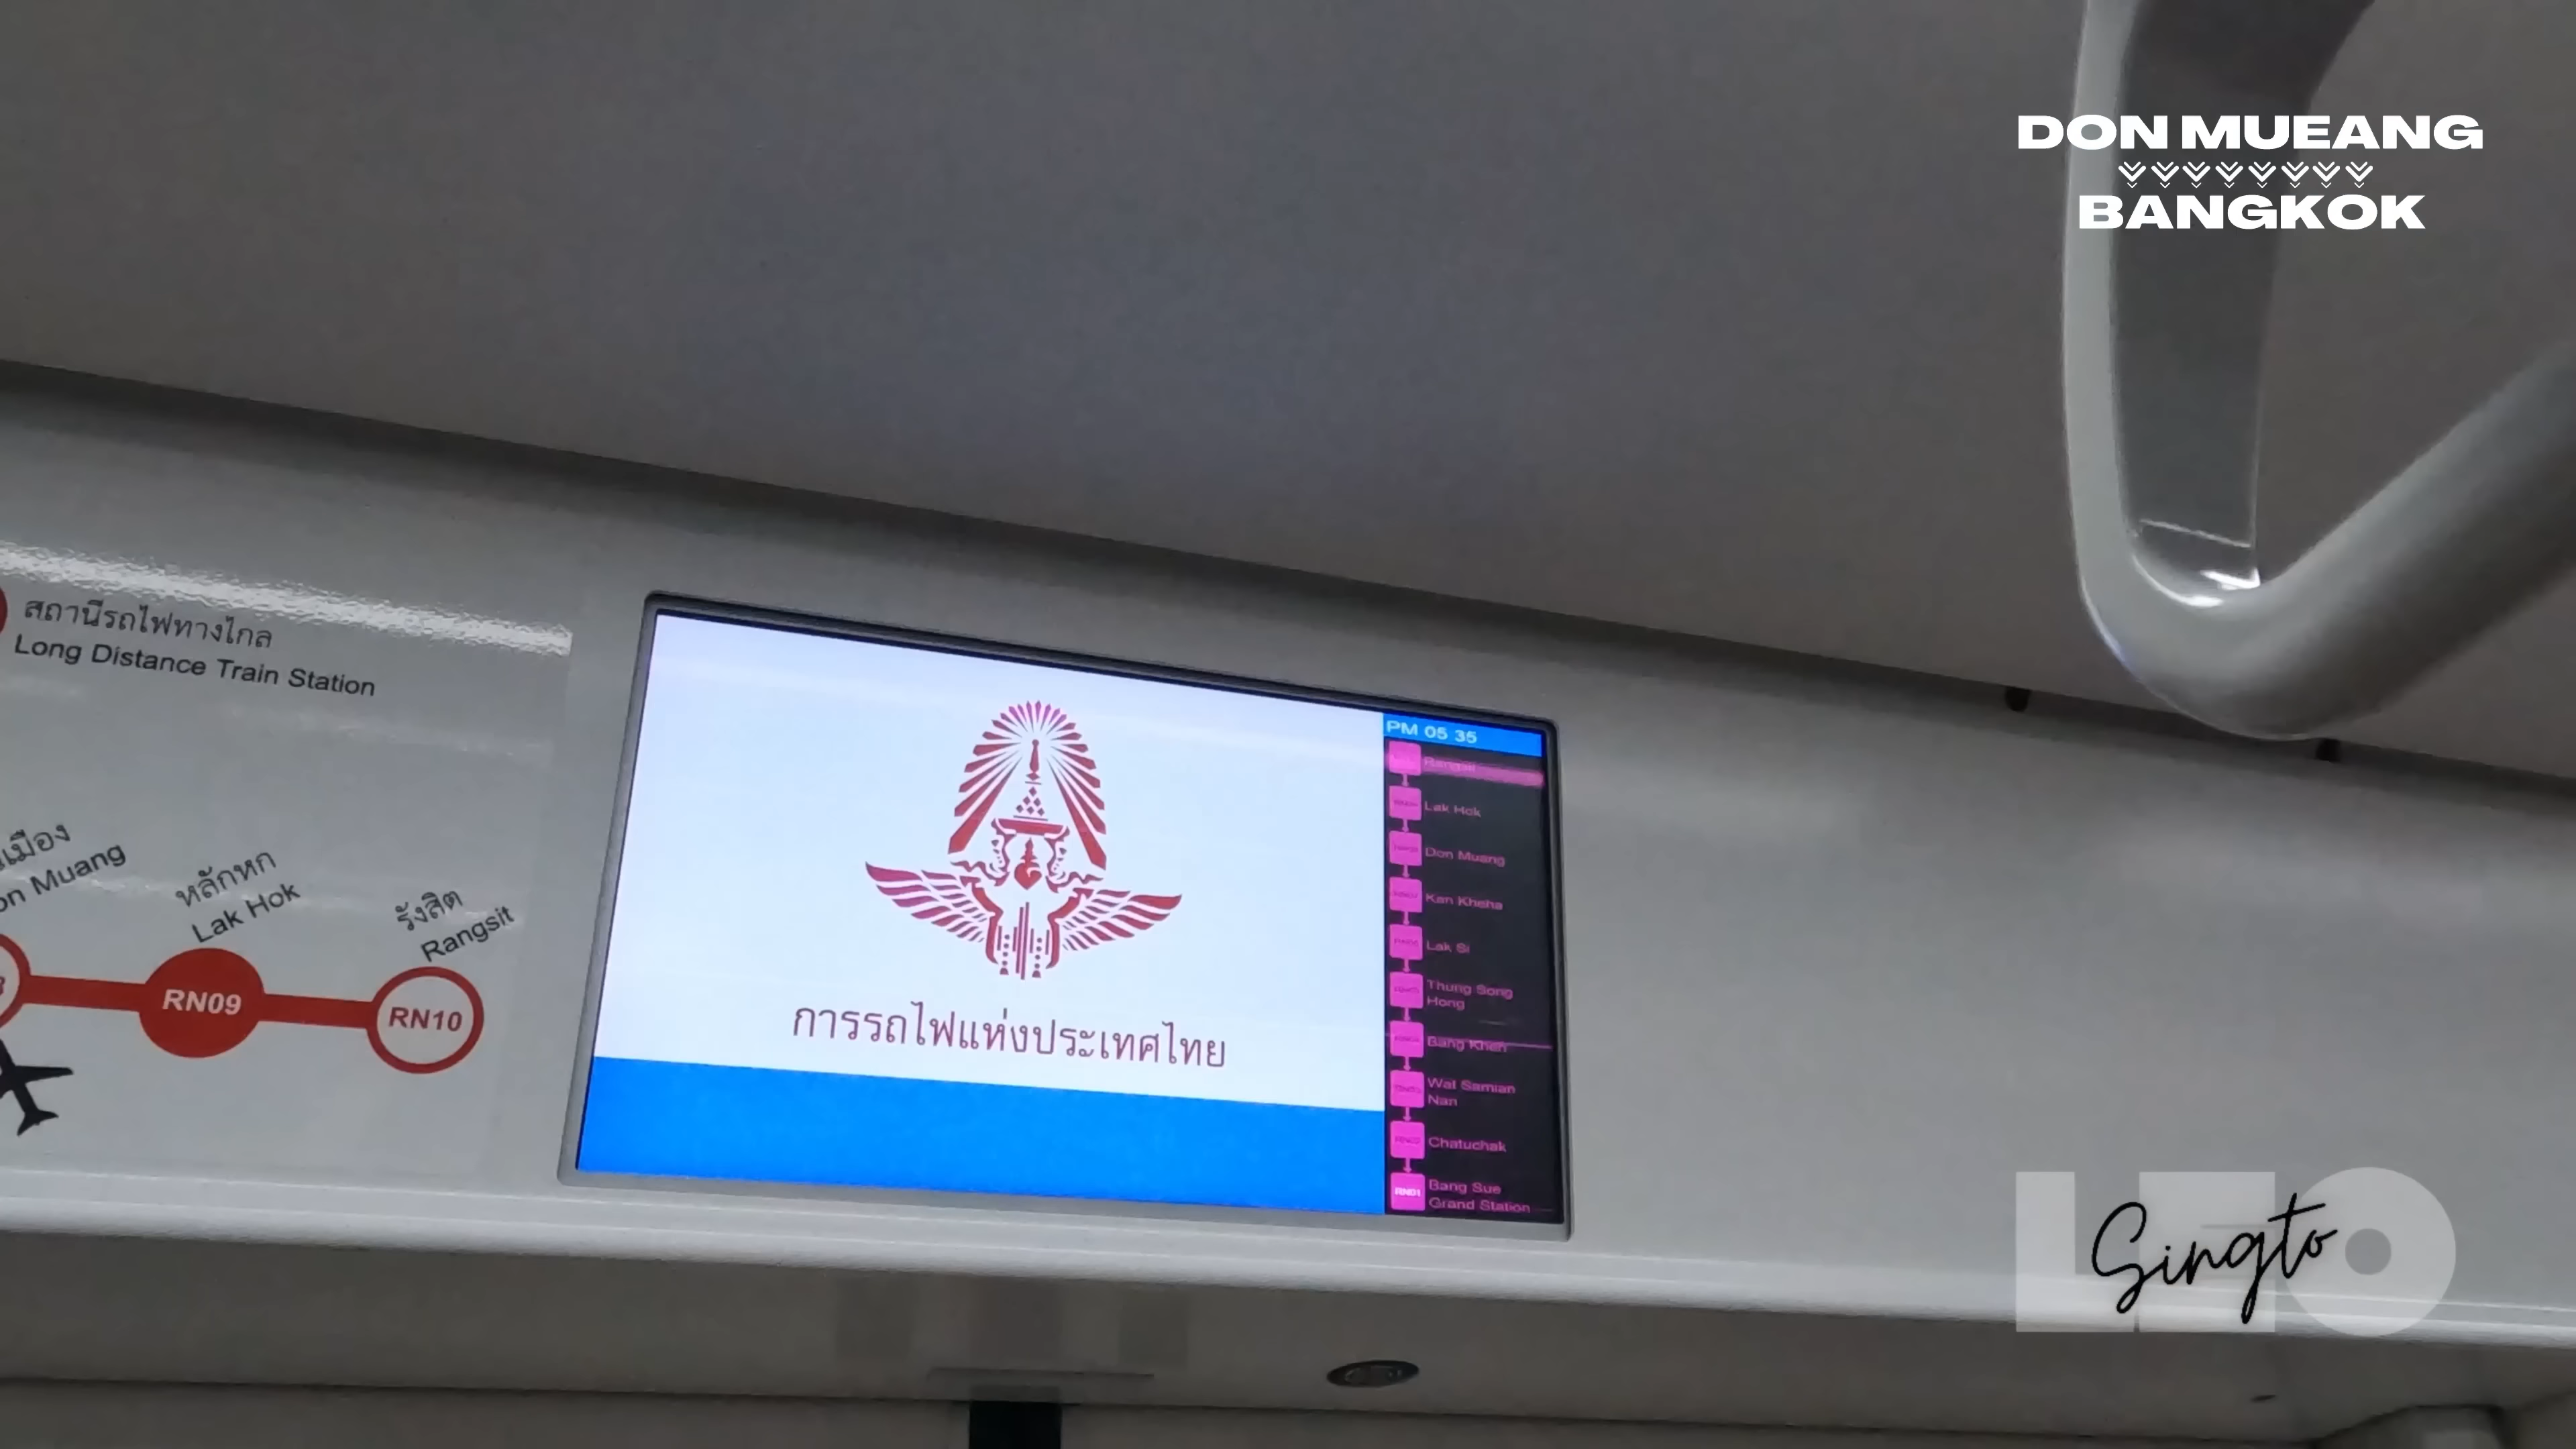 DON MUEANG
BANGKOK
สถานีรถไฟทางไกล
Long Distance Train Station
หลักหก
Lak Hok
รังสิต
Rangsit
Muang
RN09
RN10
การรถไฟแห่งประเทศไทย
PM 05 35
Rangsit
Lak Hok
Don Muang
Kan Kheha
Lak Si
Thung Song
Hong
Bang Khen
Wat Samian
Nan
Chatuchak
RN01
Bang Sue
Grand Station
LEO
Singto